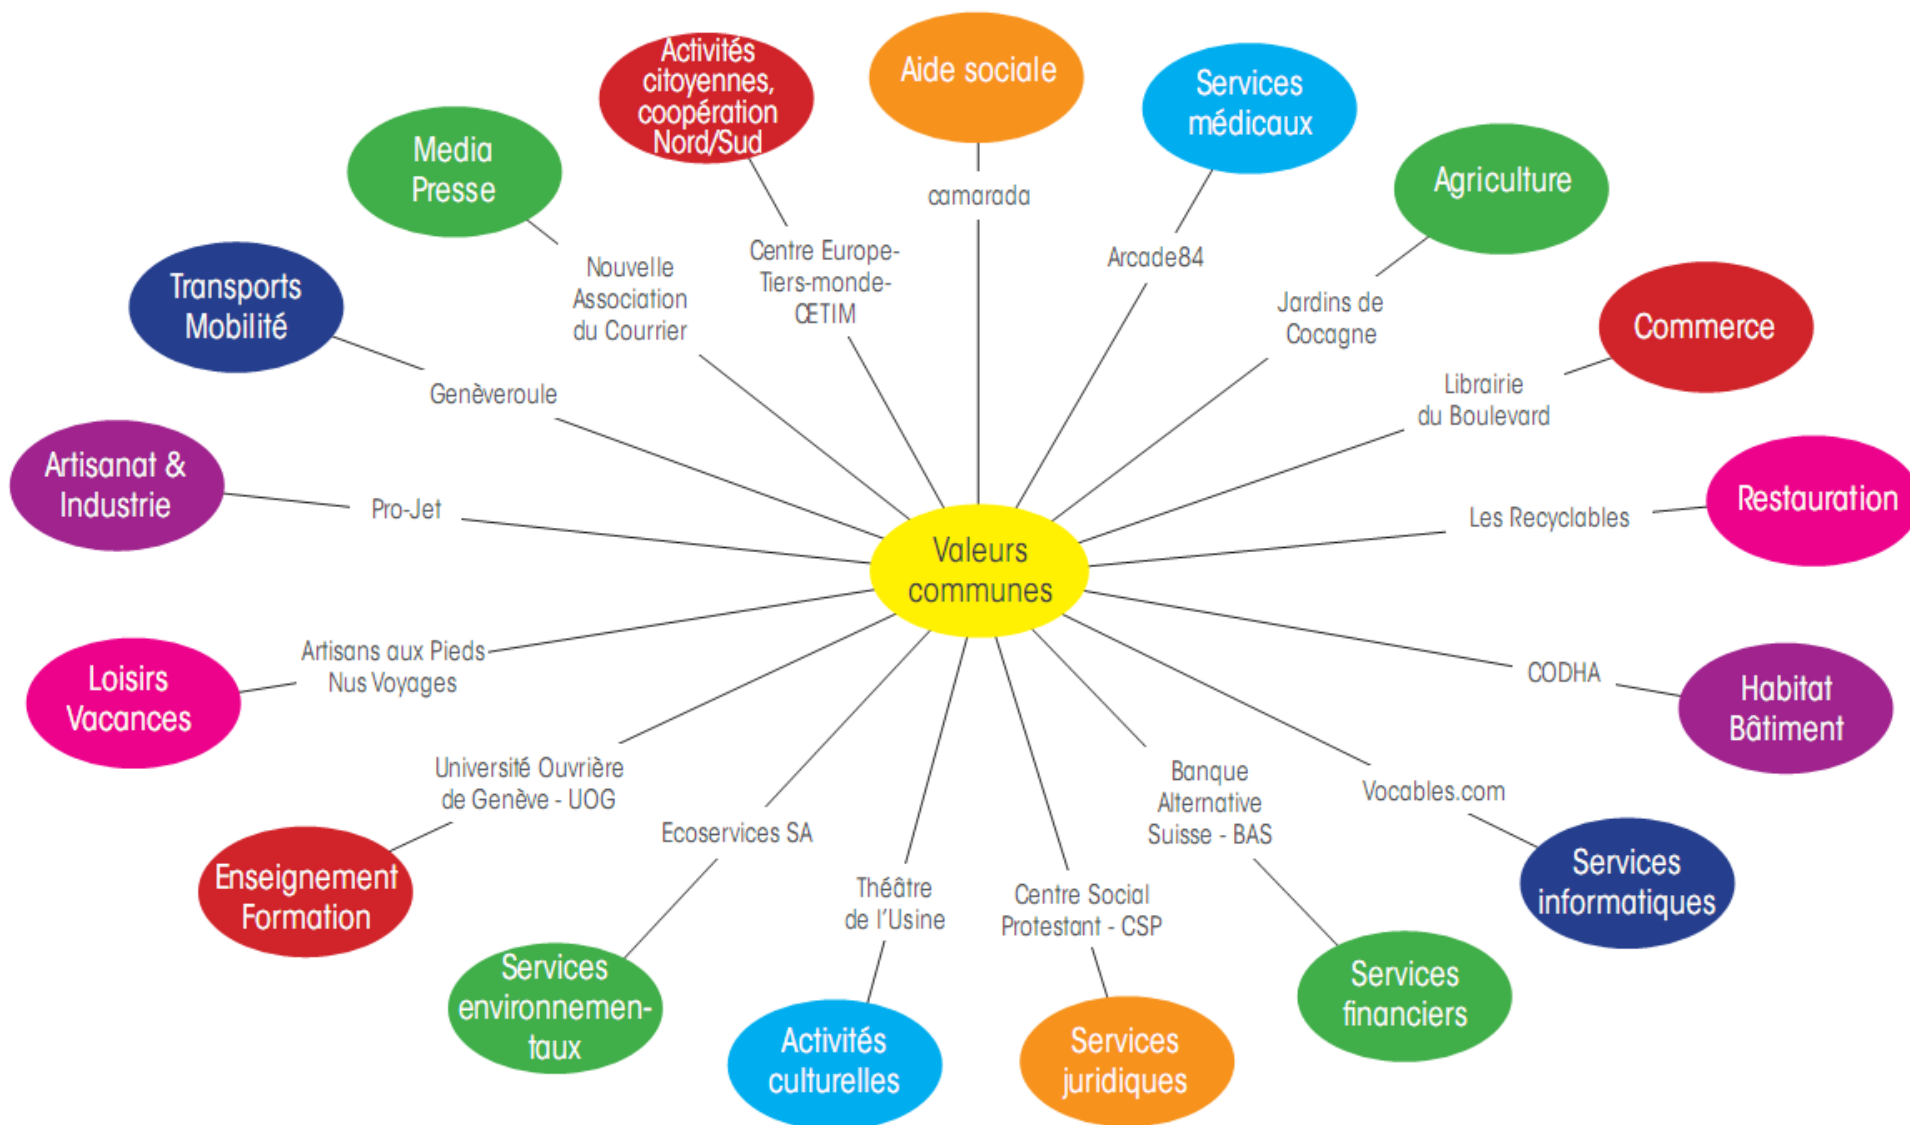 Activités
citoyennes,
coopération
Nord/Sud
Aide sociale
Services
médicaux
Media
Presse
Agriculture
camarada
Transports
Mobilité
Nouvelle
Association
du Courrier
Centre Europe-
Tiers-monde-
CETIM
Arcade84
Jardins de
Cocagne
Commerce
Genèveroule
Librairie
du Boulevard
Artisanat &
Industrie
Pro-Jet
Les Recyclables
Restauration
Valeurs
communes
Artisans aux Pieds
Nus Voyages
Loisirs
Vacances
CODHA
Habitat
Bâtiment
Université Ouvrière
de Genève - UOG
Ecoservices SA
Banque
Alternative
Suisse - BAS
Vocables.com
Enseignement
Formation
Théâtre
de l'Usine
Centre Social
Protestant - CSP
Services
informatiques
Services
environnemen-
taux
Activités
culturelles
Services
juridiques
Services
financiers